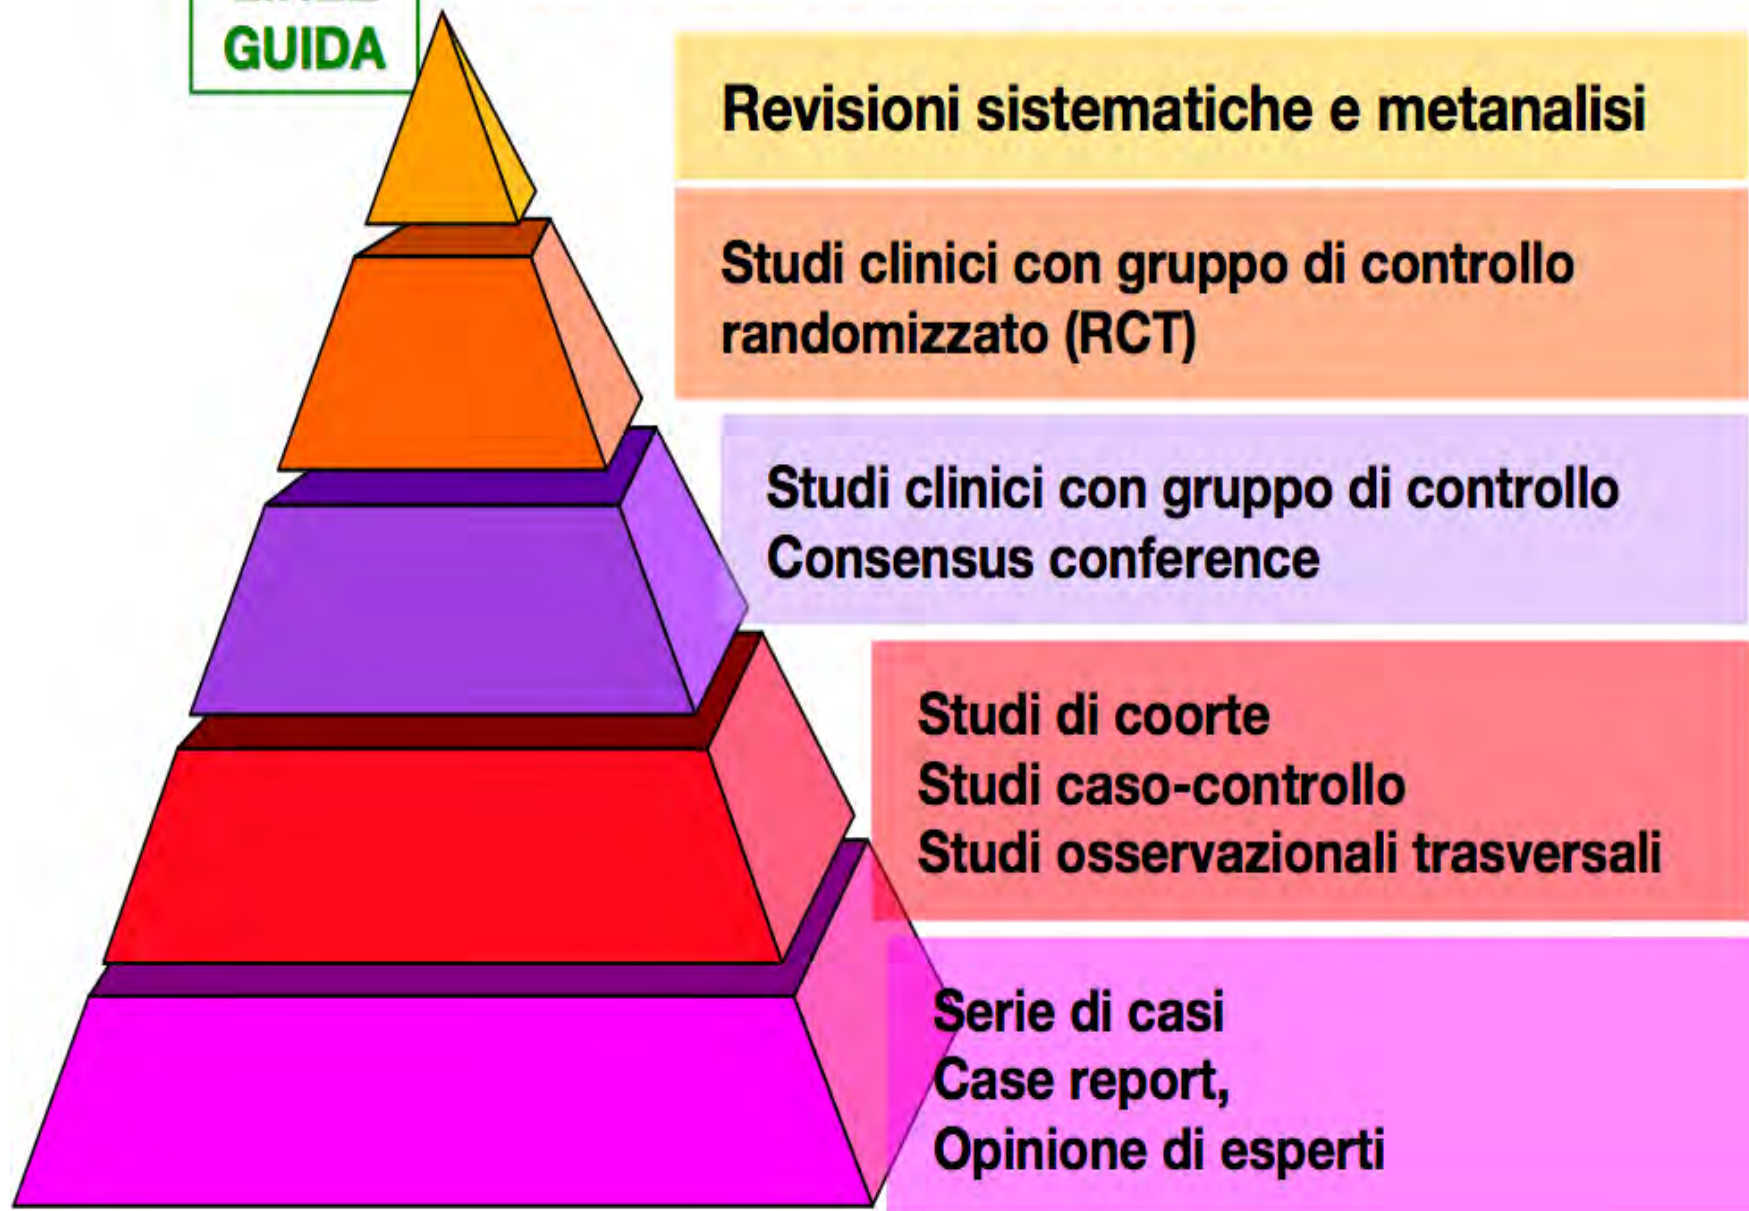 GUIDA
Revisioni sistematiche e metanalisi
Studi clinici con gruppo di controllo
randomizzato (RCT)
Studi clinici con gruppo di controllo
Consensus conference
Studi di coorte
Studi caso-controllo
Studi osservazionali trasversali
Serie di casi
Case report,
Opinione di esperti